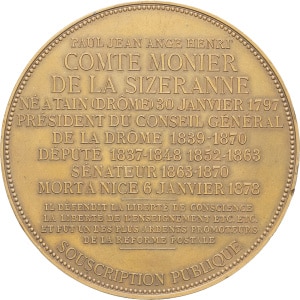 PAUL JEAN ANGE HENRY
COMTE MONIER
DE LA SIZERANNE
NÉ A TAIN (DRÔME) 30 JANVIER 1797
PRÉSIDENT DU CONSEIL GÉNÉRAL
DE LA DRÔME 1839-1870
DÉPUTÉ 1837-1848 1852-1863
SÉNATEUR 1863-1870
MORT A NICE 6 JANVIER 1878
IL DÉFENDIT LA LIBERTÉ DE CONSCIENCE
LA LIBERTÉ DE L'ENSEIGNEMENT ETC. ETC.
ET FUT UN DES PLUS ARDENTS PROMOTEURS
DE LA RÉFORME POSTALE
SOUSCRIPTION PUBLIQUE